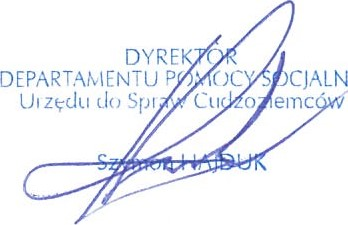 DYREKTOR
DEPARTAMENTU POMOCY SOCJALN
Urzędu do Spraw Cudzoziemców
Szymon HAJDUK